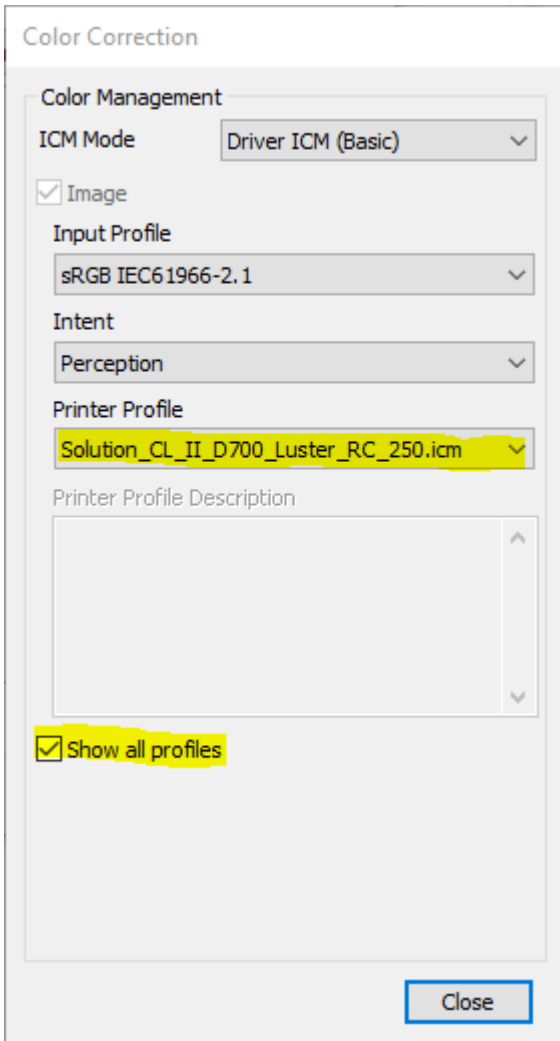 Color Correction
Color Management
ICM Mode
Driver ICM (Basic)
Image
Input Profile
sRGB IEC61966-2.1
Intent
Perception
Printer Profile
Solution_CL_II_D700_Luster_RC_250.icm
Printer Profile Description
Show all profiles
Close